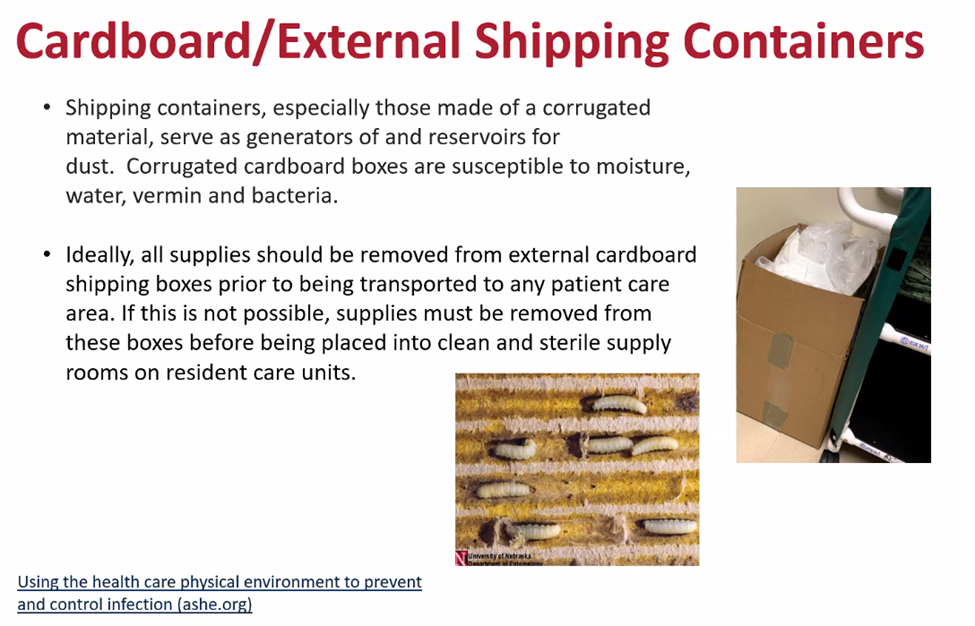 Cardboard/External Shipping Containers
• Shipping containers, especially those made of a corrugated
material, serve as generators of and reservoirs for
dust.  Corrugated cardboard boxes are susceptible to moisture,
water, vermin and bacteria.
• Ideally, all supplies should be removed from external cardboard
shipping boxes prior to being transported to any patient care
area. If this is not possible, supplies must be removed from
these boxes before being placed into clean and sterile supply
rooms on resident care units.
N
University of Nebraska
Department of Entomology
Using the health care physical environment to prevent
and control infection (ashe.org)